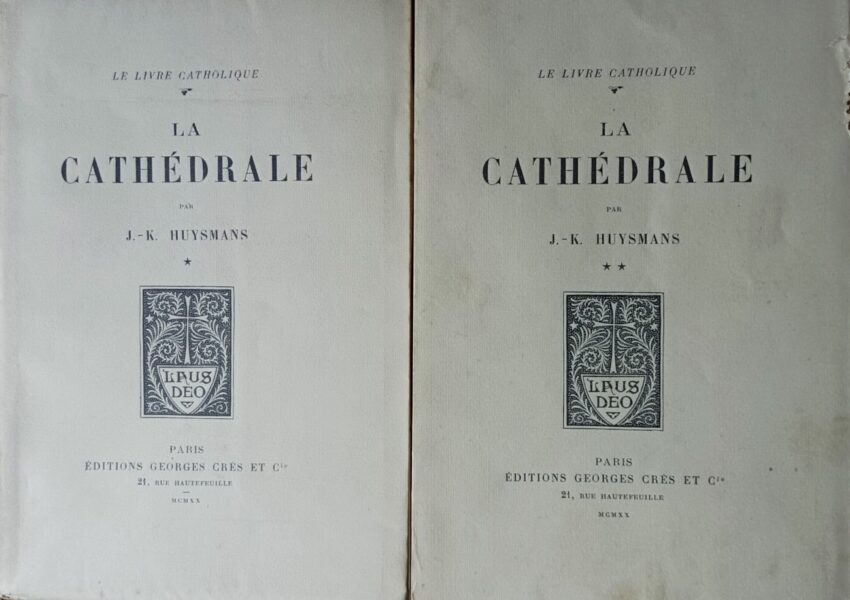 LE LIVRE CATHOLIQUE
LA
CATHÉDRALE
PAR
J.-K. HUYSMANS
★
LAUS
DEO
PARIS
ÉDITIONS GEORGES CRÈS ET Cie
21, RUE HAUTEFEUILLE
MCMXX
LE LIVRE CATHOLIQUE
LA
CATHÉDRALE
PAR
J.-K. HUYSMANS
★ ★
LAUS
DEO
PARIS
ÉDITIONS GEORGES CRÈS ET Cie
21, RUE HAUTEFEUILLE
MCMXX